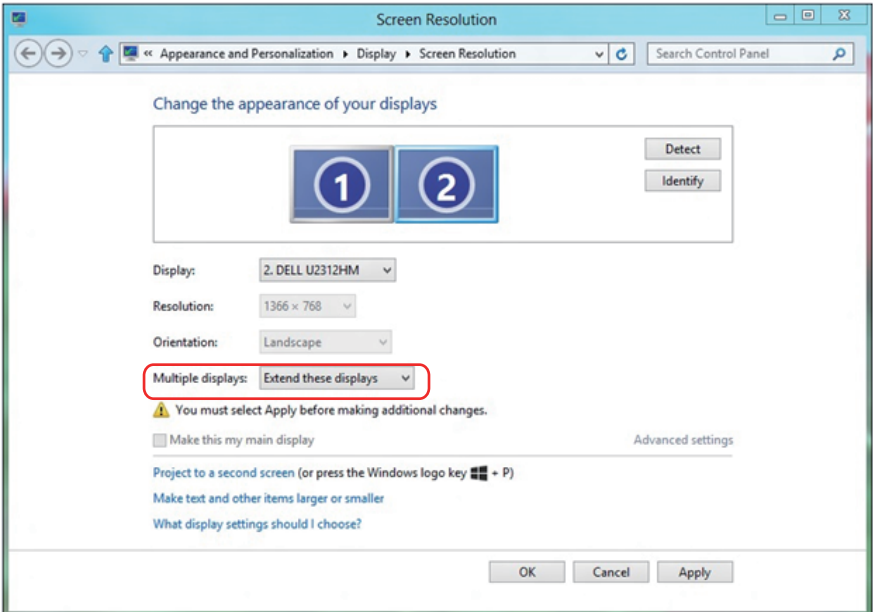 Screen Resolution
« Appearance and Personalization Display Screen Resolution
Search Control Panel
Change the appearance of your displays
1 2
Detect
Identify
Display: 2. DELL U2312HM
Resolution: 1366 × 768
Orientation: Landscape
Multiple displays: Extend these displays
You must select Apply before making additional changes.
Make this my main display Advanced settings
Project to a second screen (or press the Windows logo key + P)
Make text and other items larger or smaller
What display settings should I choose?
OK Cancel Apply